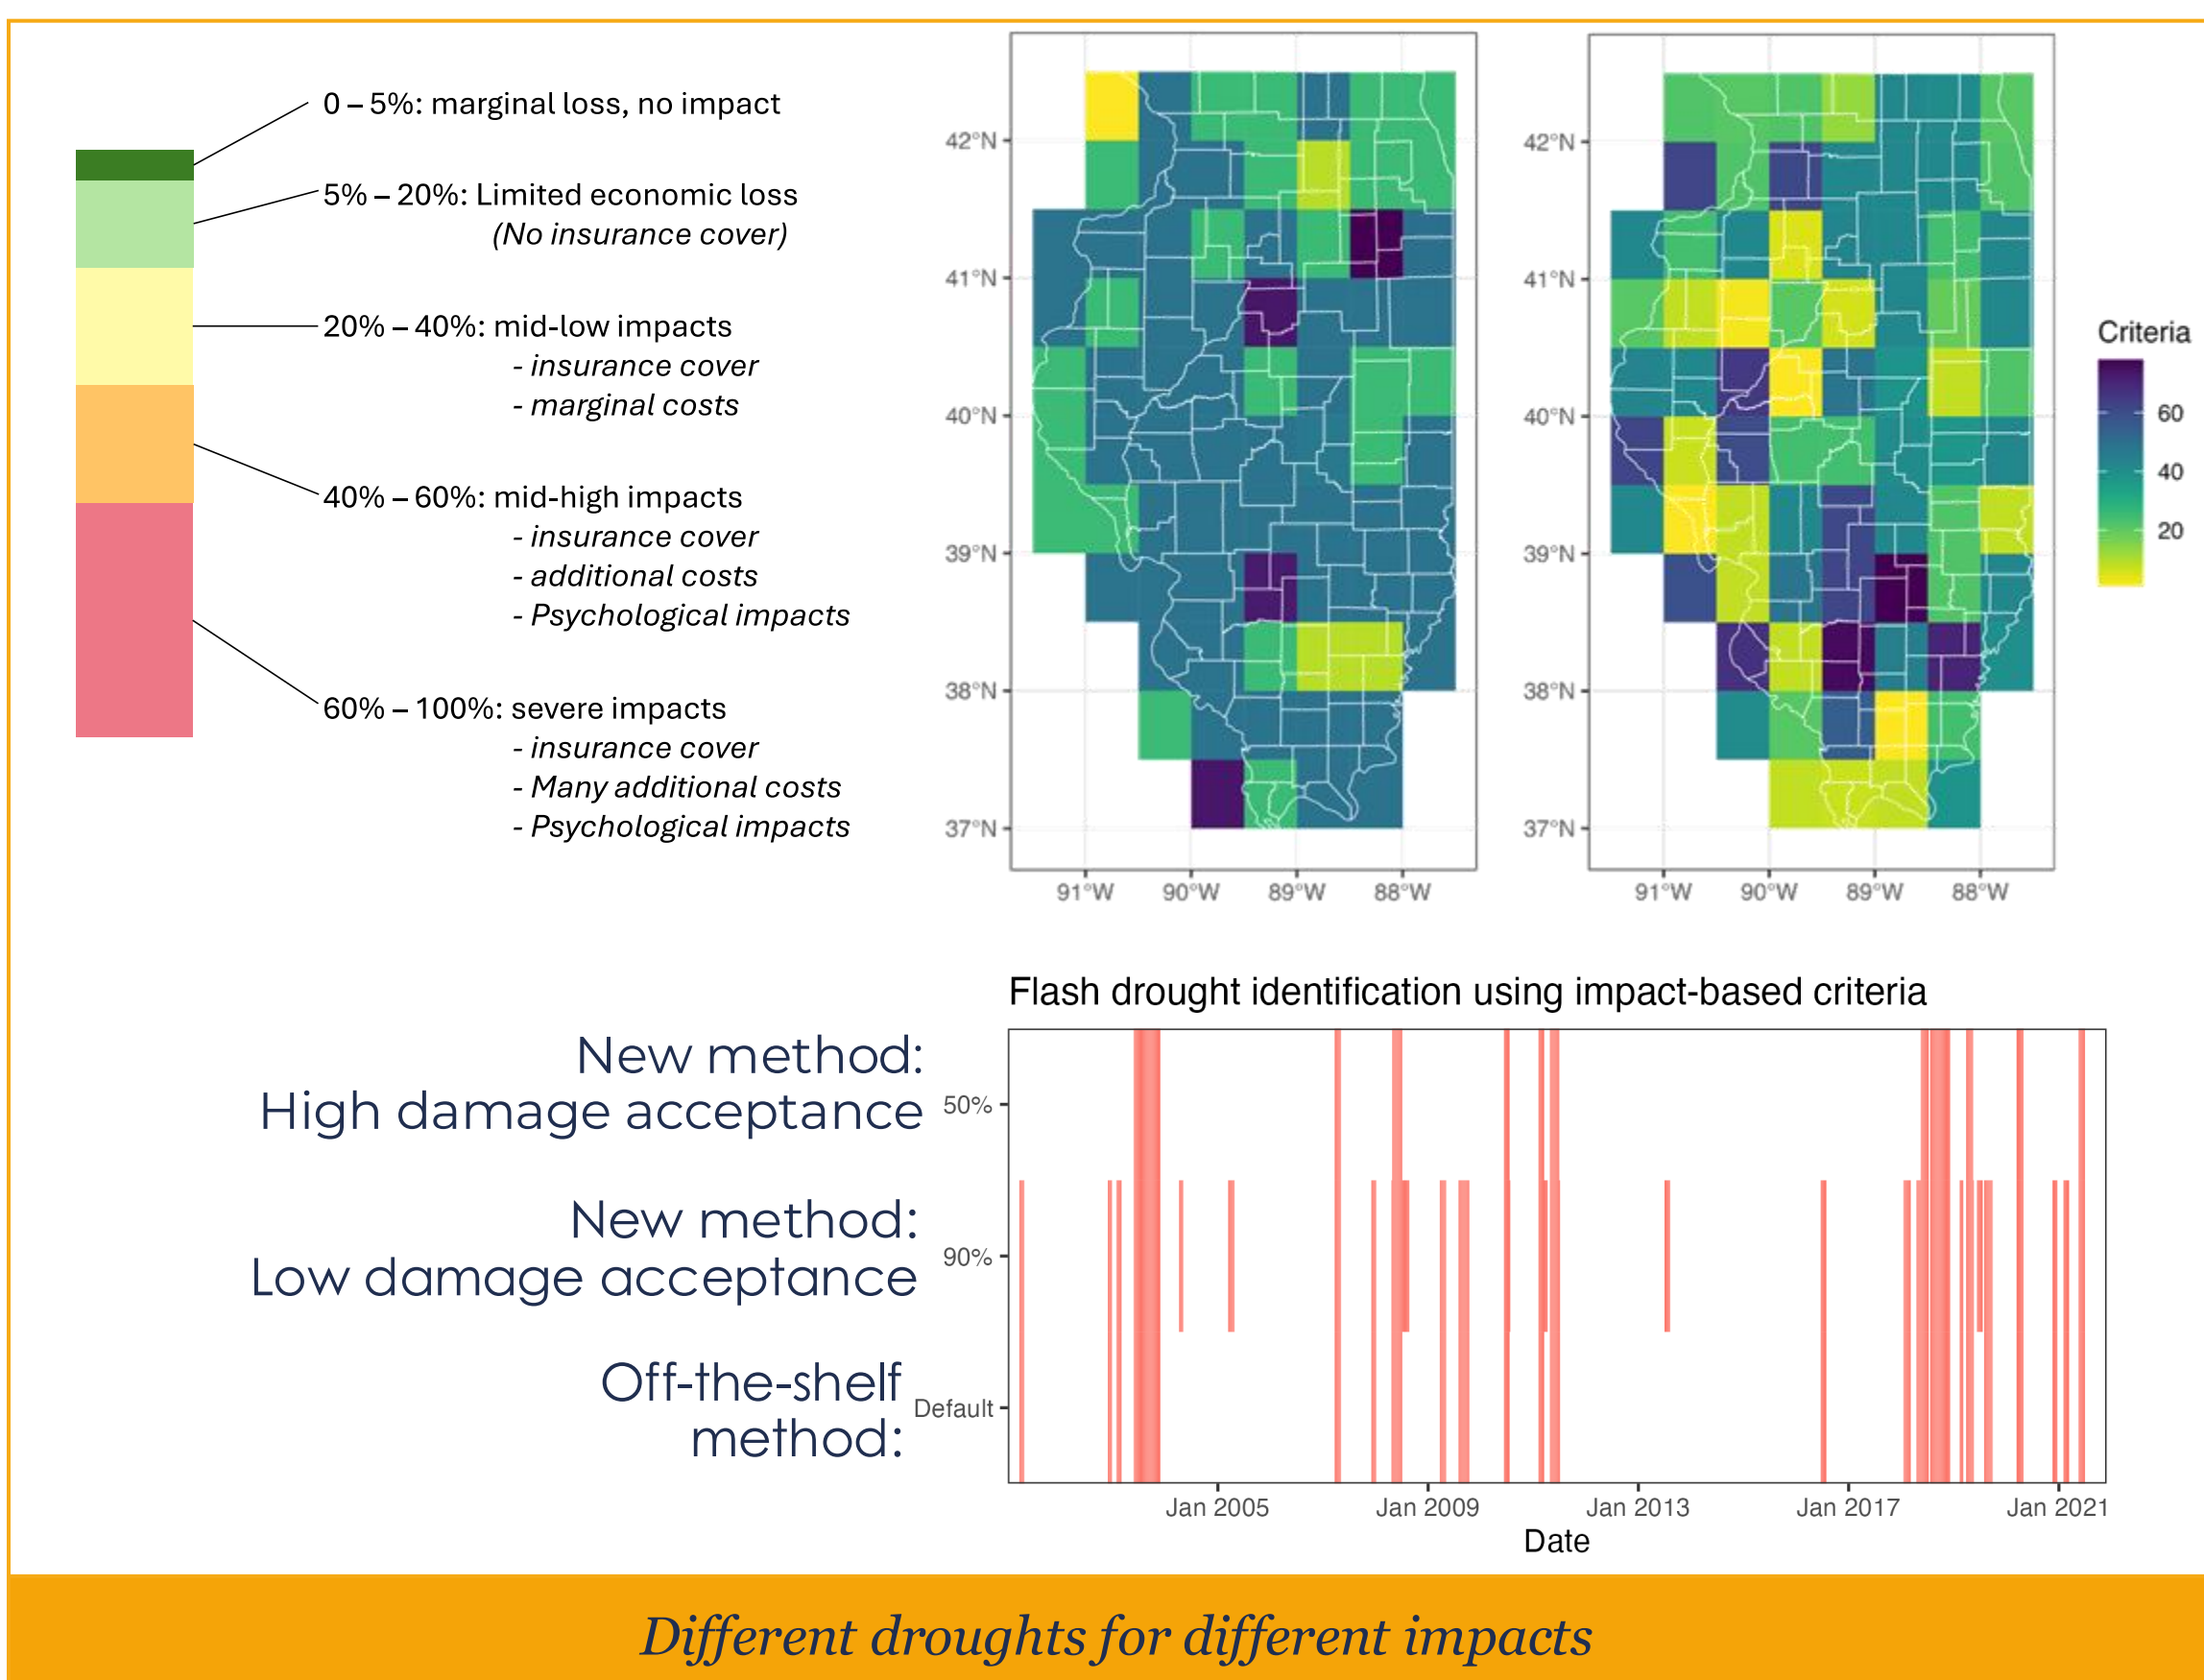 0 – 5%: marginal loss, no impact
5% – 20%: Limited economic loss
(No insurance cover)
20% – 40%: mid-low impacts
- insurance cover
- marginal costs
40% – 60%: mid-high impacts
- insurance cover
- additional costs
- Psychological impacts
60% – 100%: severe impacts
- insurance cover
- Many additional costs
- Psychological impacts
42°N
41°N
40°N
39°N
38°N
37°N
91°W 90°W 89°W 88°W
42°N
41°N
40°N
39°N
38°N
37°N
91°W 90°W 89°W 88°W
Criteria
60
40
20
Flash drought identification using impact-based criteria
New method:
High damage acceptance
50%
New method:
Low damage acceptance
90%
Off-the-shelf
method:
Default
Jan 2005 Jan 2009 Jan 2013 Jan 2017 Jan 2021
Date
Different droughts for different impacts